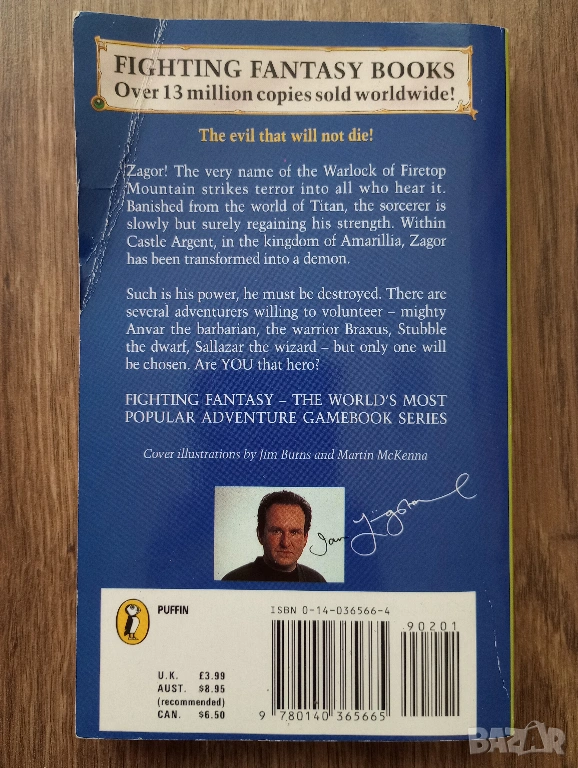 FIGHTING FANTASY BOOKS
Over 13 million copies sold worldwide!
The evil that will not die!
Zagor! The very name of the Warlock of Firetop
Mountain strikes terror into all who hear it.
Banished from the world of Titan, the sorcerer is
slowly but surely regaining his strength. Within
Castle Argent, in the kingdom of Amarillia, Zagor
has been transformed into a demon.
Such is his power, he must be destroyed. There are
several adventurers willing to volunteer – mighty
Anvar the barbarian, the warrior Braxus, Stubble
the dwarf, Sallazar the wizard – but only one will
be chosen. Are YOU that hero?
FIGHTING FANTASY – THE WORLD'S MOST
POPULAR ADVENTURE GAMEBOOK SERIES
Cover illustrations by Jim Burns and Martin McKenna
PUFFIN
ISBN 0-14-036566-4
90201
U.K. £3.99
AUST. $8.95
(recommended)
CAN. $6.50
9 780140 365665
BAZAR